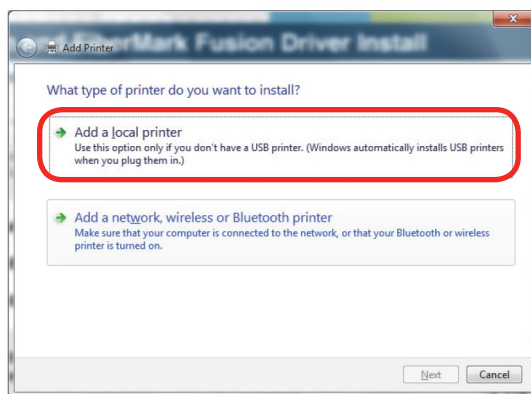 FiberMark Fusion Driver Install
Add Printer
What type of printer do you want to install?
Add a local printer
Use this option only if you don't have a USB printer. (Windows automatically installs USB printers
when you plug them in.)
Add a network, wireless or Bluetooth printer
Make sure that your computer is connected to the network, or that your Bluetooth or wireless
printer is turned on.
Next
Cancel